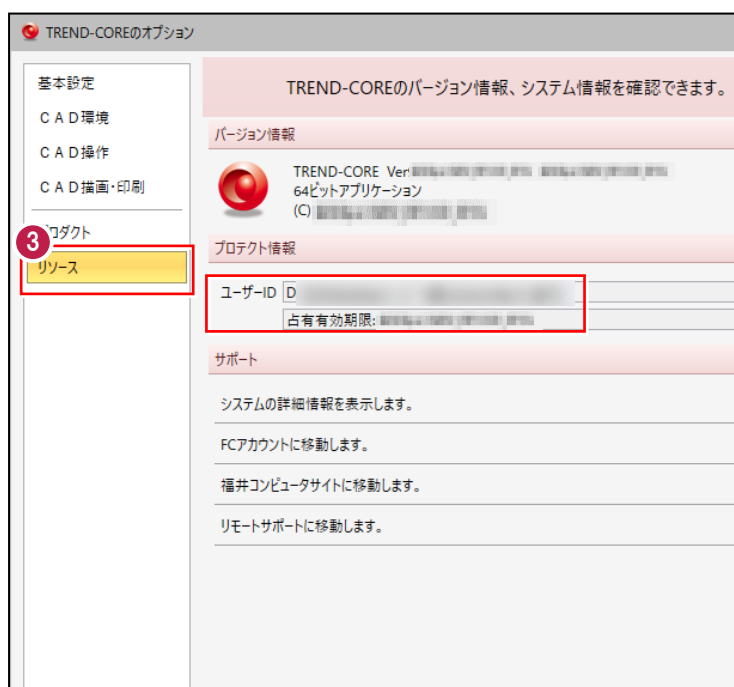 TREND-COREのオプション
基本設定
ＣＡＤ環境
ＣＡＤ操作
ＣＡＤ描画・印刷
ロダクト
3
リソース
TREND-COREのバージョン情報、システム情報を確認できます。
バージョン情報
TREND-CORE Ver
64ビットアプリケーション
(C)
プロテクト情報
ユーザーID D
占有有効期限:
サポート
システムの詳細情報を表示します。
FCアカウントに移動します。
福井コンピュータサイトに移動します。
リモートサポートに移動します。